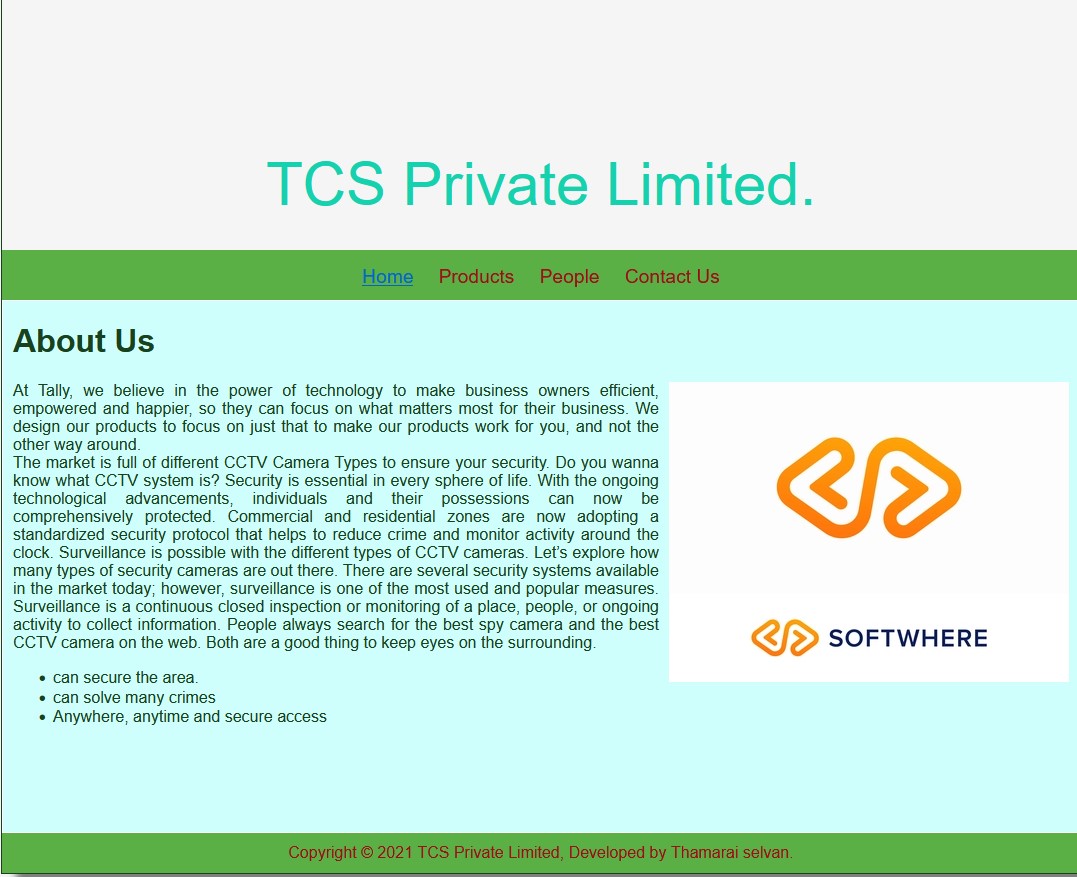 TCS Private Limited.
Home Products People Contact Us
About Us
At Tally, we believe in the power of technology to make business owners efficient,
empowered and happier, so they can focus on what matters most for their business. We
design our products to focus on just that to make our products work for you, and not the
other way around.
The market is full of different CCTV Camera Types to ensure your security. Do you wanna
know what CCTV system is? Security is essential in every sphere of life. With the ongoing
technological advancements, individuals and their possessions can now be
comprehensively protected. Commercial and residential zones are now adopting a
standardized security protocol that helps to reduce crime and monitor activity around the
clock. Surveillance is possible with the different types of CCTV cameras. Let’s explore how
many types of security cameras are out there. There are several security systems available
in the market today; however, surveillance is one of the most used and popular measures.
Surveillance is a continuous closed inspection or monitoring of a place, people, or ongoing
activity to collect information. People always search for the best spy camera and the best
CCTV camera on the web. Both are a good thing to keep eyes on the surrounding.
SOFTWHERE
• can secure the area.
• can solve many crimes
• Anywhere, anytime and secure access
Copyright © 2021 TCS Private Limited, Developed by Thamarai selvan.